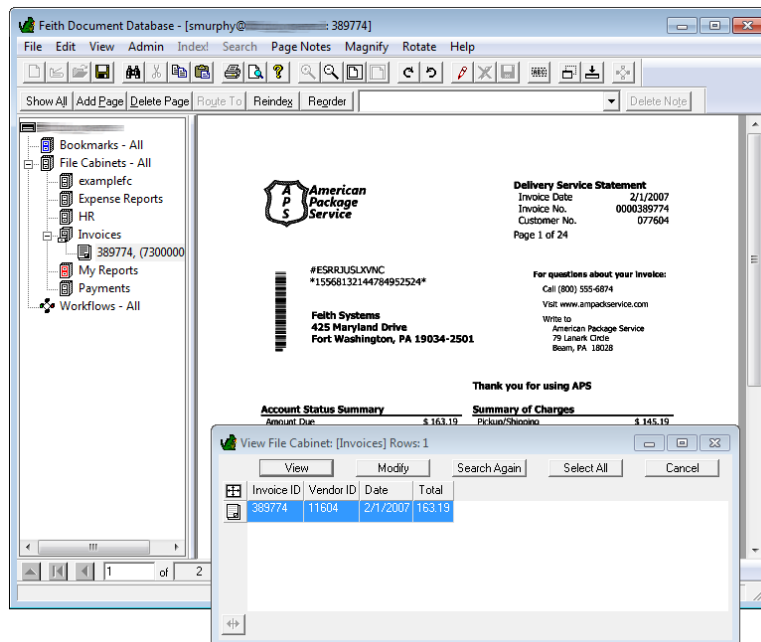 Feith Document Database - [smurphy@ : 389774]
File Edit View Admin Index! Search Page Notes Magnify Rotate Help
Show All Add Page Delete Page Route To Reindex Reorder Delete Note
Bookmarks - All
File Cabinets - All
examplefc
Expense Reports
HR
Invoices
389774, (7300000
My Reports
Payments
Workflows - All
1 of 2
APS
American
Package
Service
Delivery Service Statement
Invoice Date 2/1/2007
Invoice No. 0000389774
Customer No. 077604
Page 1 of 24
#ESRRJUSLXVNC
*15568132144784952524*
Feith Systems
425 Maryland Drive
Fort Washington, PA 19034-2501
For questions about your invoice:
Call (800) 555-6874
Visit www.ampackservice.com
Write to
American Package Service
79 Lanark Circle
Beam, PA 18028
Thank you for using APS
Account Status Summary Summary of Charges
Amount Due $ 163.19 Pickup/Shipping $ 145.19
View File Cabinet: [Invoices] Rows: 1
View Modify Search Again Select All Cancel
Invoice ID Vendor ID Date Total
389774 11604 2/1/2007 163.19